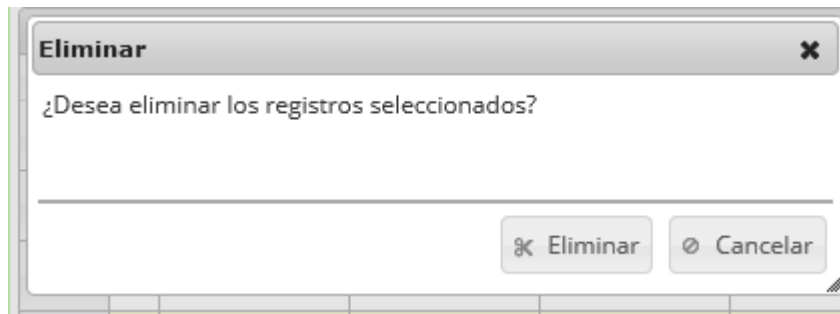 Eliminar
¿Desea eliminar los registros seleccionados?
Eliminar
Cancelar